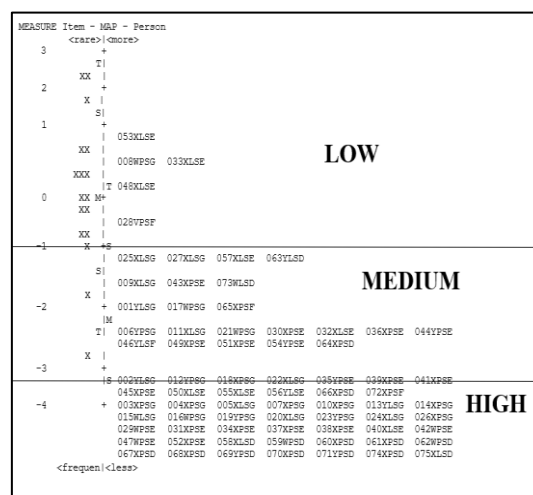 MEASURE Item - MAP - Person
<rare>|<more>
3 +
T|
XX |
2 +
X |
S|
1 +
| 053XLSE
XX |
| 008WPSG 033XLSE
LOW
XXX |
|T 048XLSE
0 XX M+
XX |
| 028VPSF
XX |
-1 X +S
| 025XLSG 027XLSG 057XLSE 063YLSD
S|
| 009XLSG 043XPSE 073WLSD
MEDIUM
X |
-2 + 001YLSG 017WPSG 065XPSF
|M
T| 006YPSG 011XLSG 021WPSG 030XPSE 032XLSE 036XPSE 044YPSE
| 046YLSF 049XPSE 051XPSE 054YPSE 064XPSD
X |
-3 +
|S 002YLSG 012YPSG 018XPSG 022XLSG 035YPSE 039XPSE 041XPSE
045XPSE 050XLSE 055XLSE 056YLSE 066XPSD 072XPSF
-4 + 003XPSG 004XPSG 005XLSG 007XPSG 010XPSG 013YLSG 014XPSG
HIGH
015WLSG 016WPSG 019YPSG 020XLSG 023YPSG 024XLSG 026XPSG
029WPSE 031XPSE 034XPSE 037XPSE 038XPSE 040XLSE 042WPSE
047WPSE 052XPSE 058XLSD 059WPSD 060XPSD 061XPSD 062WPSD
067XPSD 068XPSD 069YPSD 070XPSD 071YPSD 074XPSD 075XLSD
<frequen|<less>